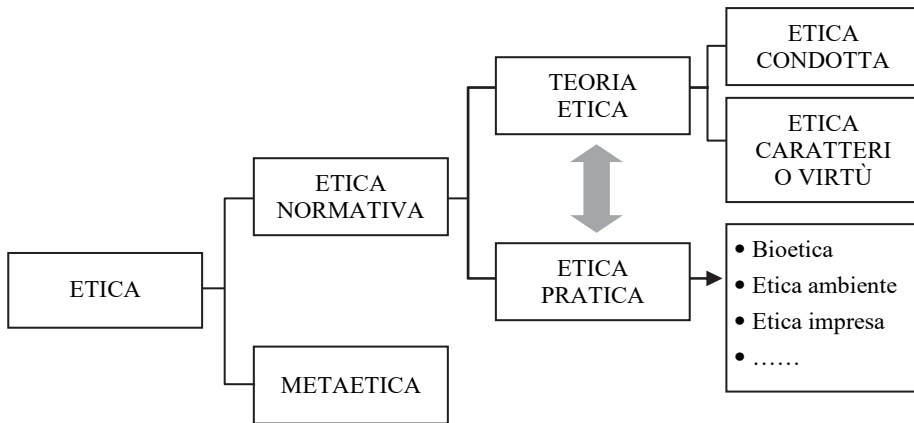 ETICA
CONDOTTA
TEORIA
ETICA
ETICA
CARATTERI
O VIRTÙ
ETICA
NORMATIVA
• Bioetica
ETICA
PRATICA
• Etica ambiente
ETICA
• Etica impresa
• ……
METAETICA